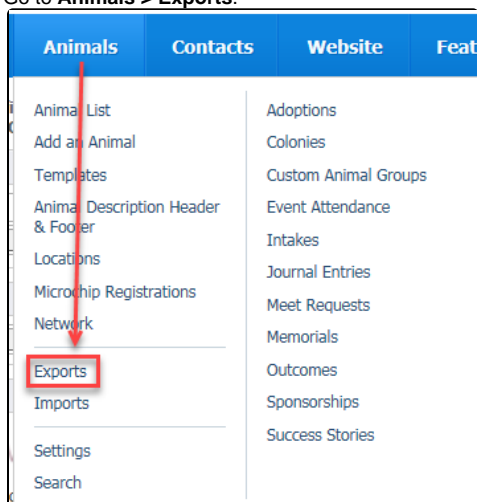 Go to Animals > Exports.
Animals Contacts Website Feat
Animal List
Add an Animal
Templates
Animal Description Header
& Footer
Locations
Microchip Registrations
Network
Exports
Imports
Settings
Search
Adoptions
Colonies
Custom Animal Groups
Event Attendance
Intakes
Journal Entries
Meet Requests
Memorials
Outcomes
Sponsorships
Success Stories